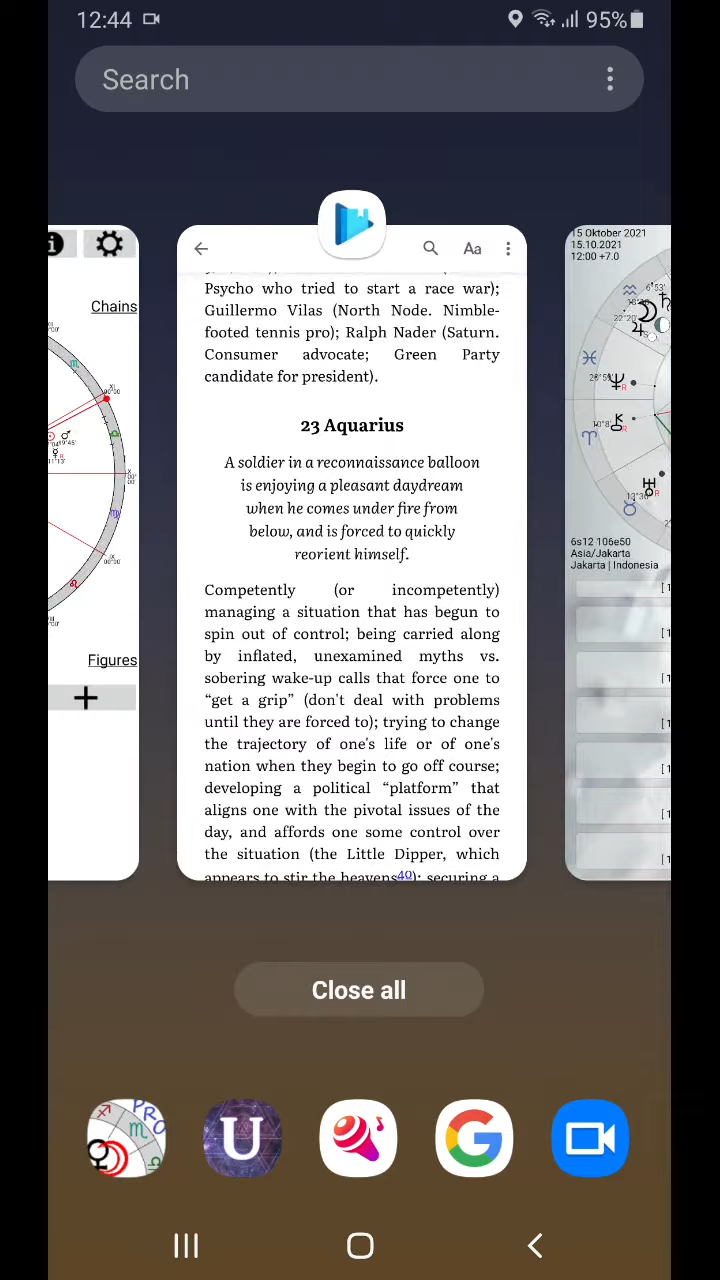 12:44
95%
Search
Chains
Figures
Aa
Psycho who tried to start a race war);
Guillermo Vilas (North Node. Nimble-
footed tennis pro); Ralph Nader (Saturn.
Consumer advocate; Green Party
candidate for president).
23 Aquarius
A soldier in a reconnaissance balloon
is enjoying a pleasant daydream
when he comes under fire from
below, and is forced to quickly
reorient himself.
Competently (or incompetently)
managing a situation that has begun to
spin out of control; being carried along
by inflated, unexamined myths vs.
sobering wake-up calls that force one to
“get a grip” (don't deal with problems
until they are forced to); trying to change
the trajectory of one's life or of one's
nation when they begin to go off course;
developing a political “platform” that
aligns one with the pivotal issues of the
day, and affords one some control over
the situation (the Little Dipper, which
appears to stir the heavens40); securing a
15 Oktober 2021
15.10.2021
12:00 +7.0
6s12 106e50
Asia/Jakarta
Jakarta | Indonesia
Close all
PRO
U
G